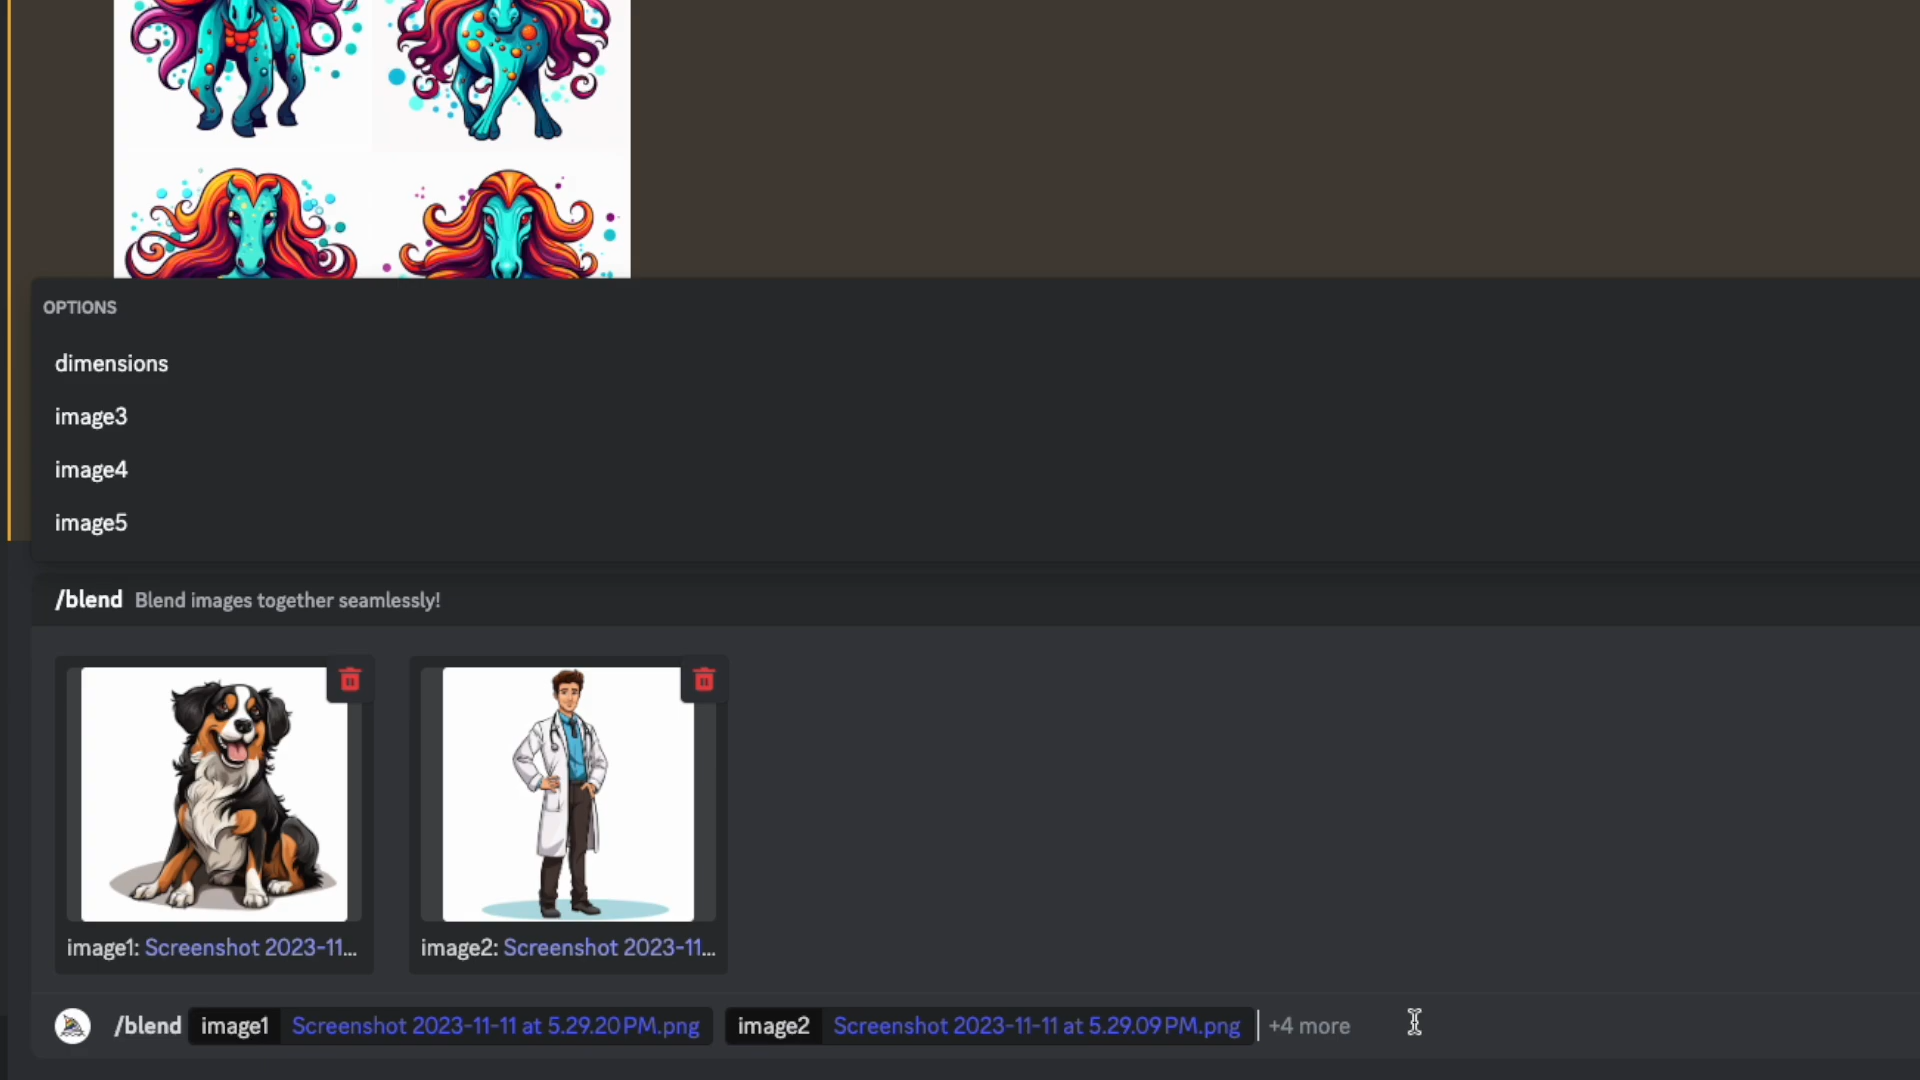 OPTIONS
dimensions
image3
image4
image5
/blend Blend images together seamlessly!
image1: Screenshot 2023-11...
image2: Screenshot 2023-11...
/blend image1 Screenshot 2023-11-11 at 5.29.20 PM.png image2 Screenshot 2023-11-11 at 5.29.09 PM.png +4 more